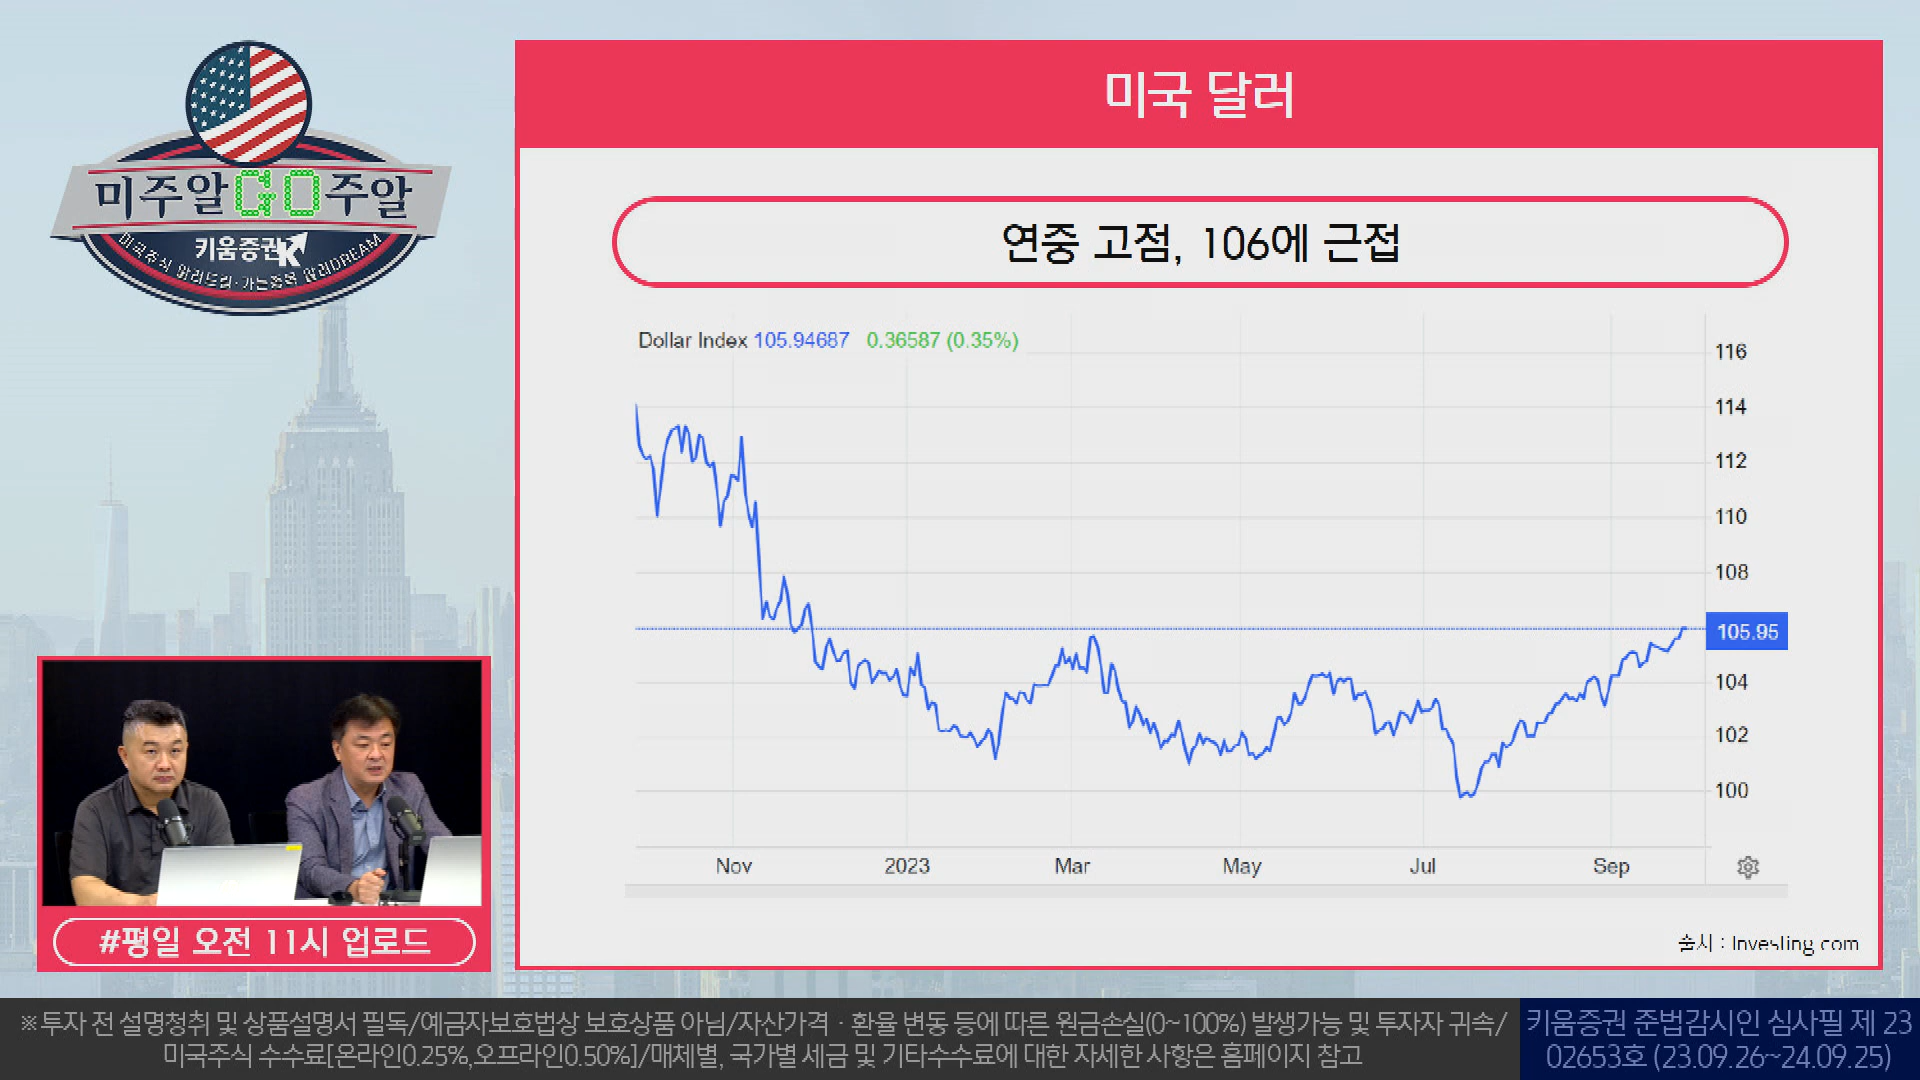 미주알GO주알
키움증권
미국주식 알려드림·가는종목 알려DREAM
미국 달러
연중 고점, 106에 근접
Dollar Index 105.94687 0.36587 (0.35%)
116
114
112
110
108
105.95
104
102
100
Nov 2023 Mar May Jul Sep
출처 : Investing.com
#평일 오전 11시 업로드
※투자 전 설명청취 및 상품설명서 필독/예금자보호법상 보호상품 아님/자산가격·환율 변동 등에 따른 원금손실(0~100%) 발생가능 및 투자자 귀속/
미국주식 수수료[온라인0.25%,오프라인0.50%]/매체별, 국가별 세금 및 기타수수료에 대한 자세한 사항은 홈페이지 참고
키움증권 준법감시인 심사필 제 23
02653호 (23.09.26~24.09.25)